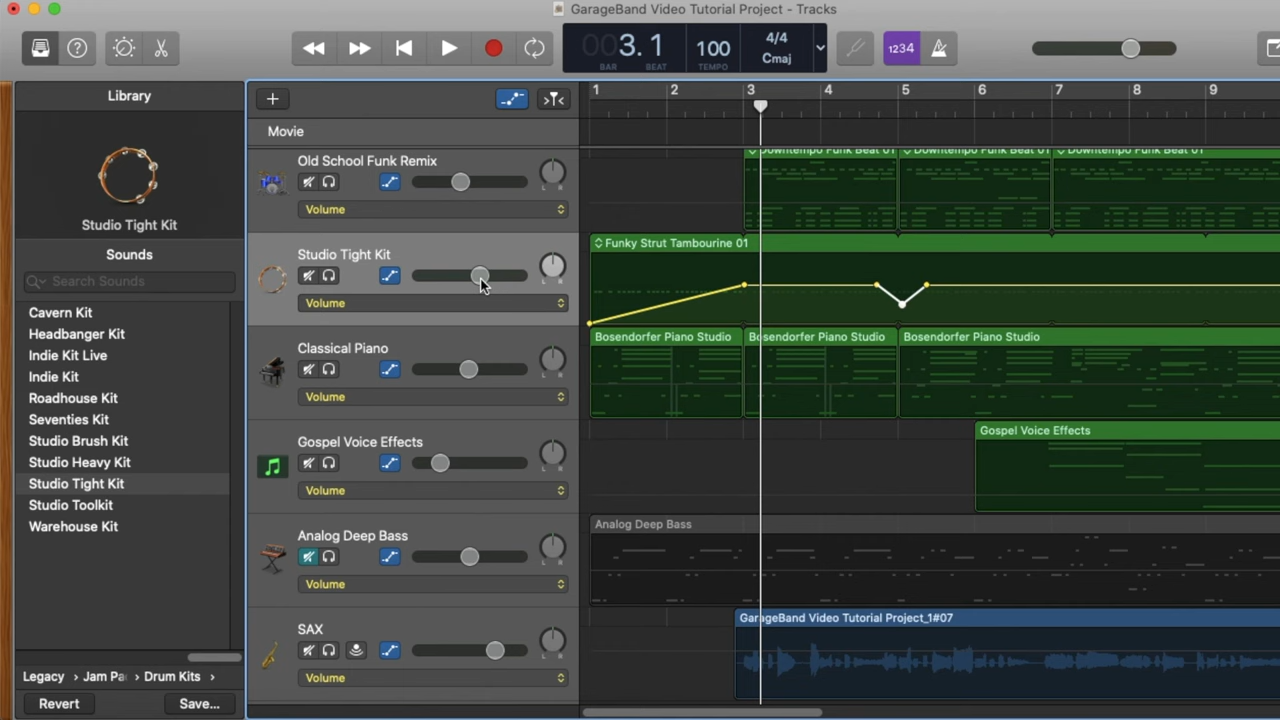 GarageBand Video Tutorial Project - Tracks
003.1
BAR
BEAT
100
TEMPO
4/4
Cmaj
1234
Library
Studio Tight Kit
Sounds
Search Sounds
Cavern Kit
Headbanger Kit
Indie Kit Live
Indie Kit
Roadhouse Kit
Seventies Kit
Studio Brush Kit
Studio Heavy Kit
Studio Tight Kit
Studio Toolkit
Warehouse Kit
Legacy > Jam Pa > Drum Kits >
Revert
Save...
1 2 3 4 5 6 7 8 9
Movie
Old School Funk Remix
L R
Volume
Downtempo Funk Beat 01
Downtempo Funk Beat 01
Downtempo Funk Beat 01
Studio Tight Kit
L R
Volume
Funky Strut Tambourine 01
Classical Piano
L R
Volume
Bosendorfer Piano Studio
Bosendorfer Piano Studio
Bosendorfer Piano Studio
Gospel Voice Effects
L R
Volume
Gospel Voice Effects
Analog Deep Bass
L R
Volume
Analog Deep Bass
SAX
L R
Volume
GarageBand Video Tutorial Project_1#07